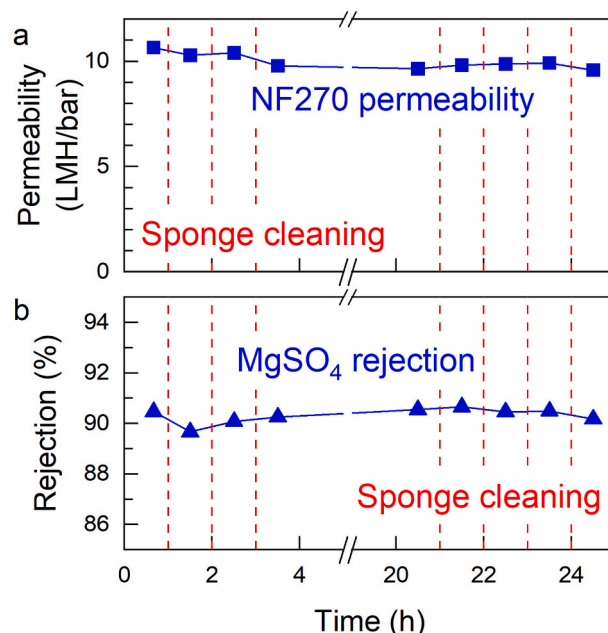 a
Permeability
(LMH/bar)
10
5
0
NF270 permeability
Sponge cleaning
b
Rejection (%)
94
92
90
88
86
MgSO₄ rejection
Sponge cleaning
0 2 4 20 22 24
Time (h)